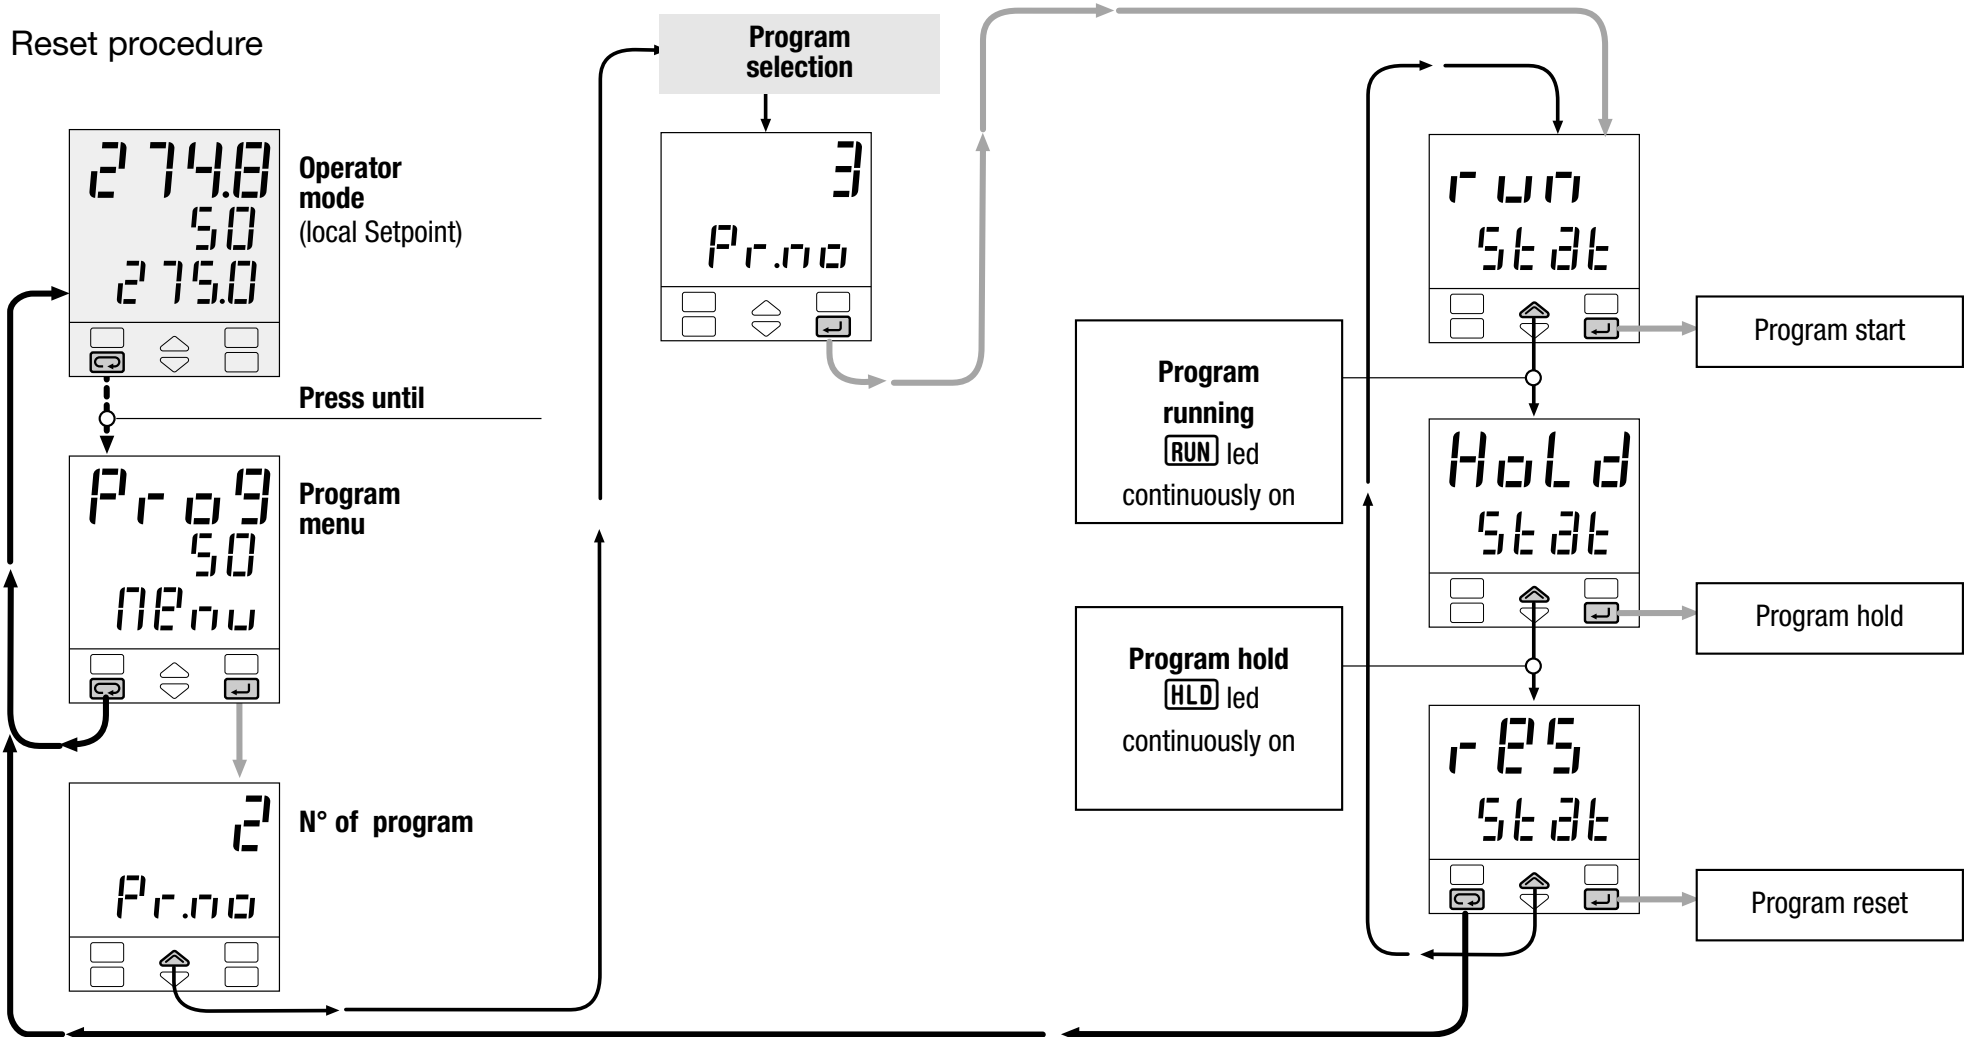 Reset procedure
274.8
50
275.0
Operator
mode
(local Setpoint)
Press until
Prog
50
MEnu
Program
menu
2
Pr.no
N° of program
Program
selection
3
Pr.no
run
Stat
Program start
Program
running
RUN led
continuously on
HoLd
Stat
Program hold
Program hold
HLD led
continuously on
rES
Stat
Program reset